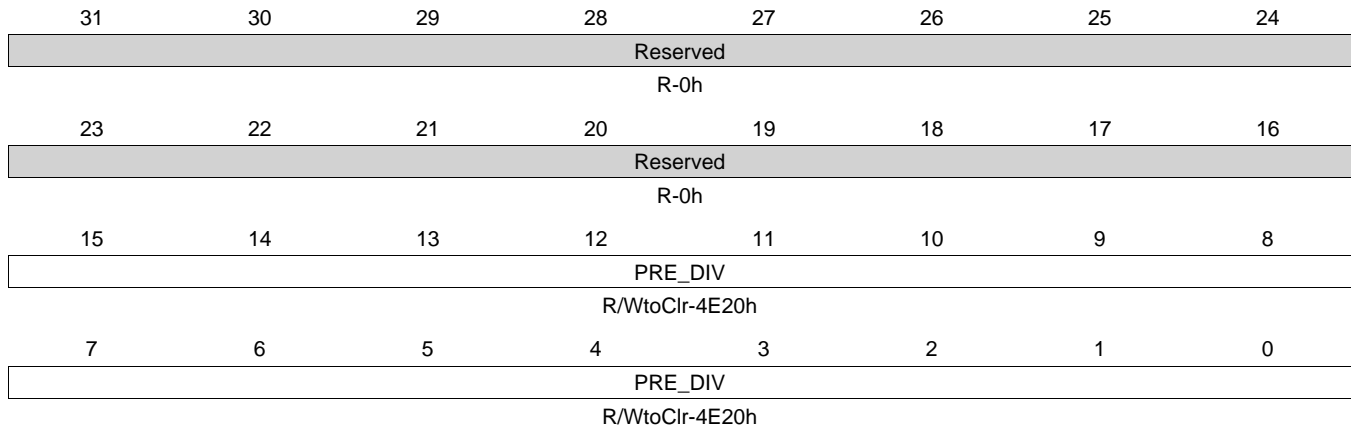 31 30 29 28 27 26 25 24
Reserved
R-0h
23 22 21 20 19 18 17 16
Reserved
R-0h
15 14 13 12 11 10 9 8
PRE_DIV
R/WtoClr-4E20h
7 6 5 4 3 2 1 0
PRE_DIV
R/WtoClr-4E20h